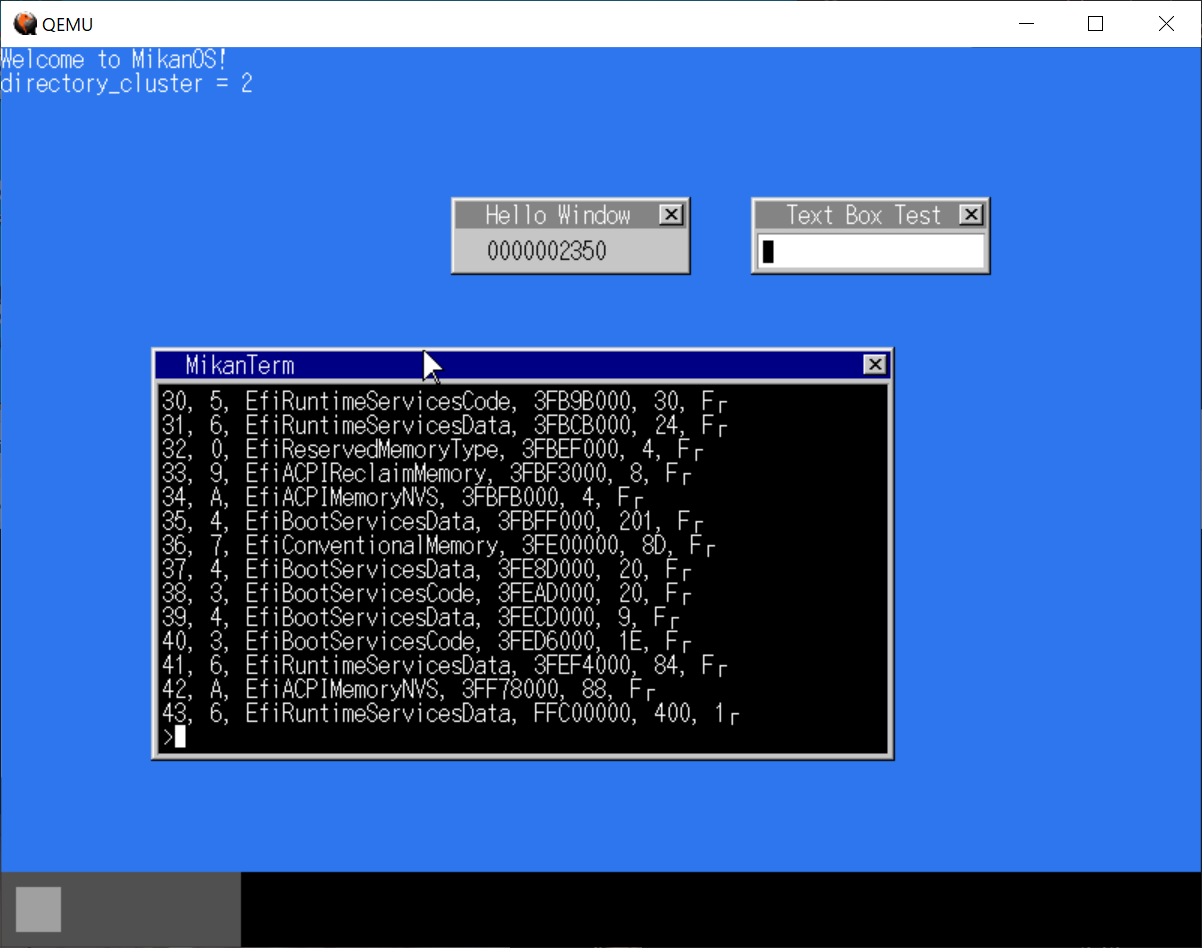 QEMU
Welcome to MikanOS!
directory_cluster = 2
Hello Window
0000002350
Text Box Test
MikanTerm
30, 5, EfiRuntimeServicesCode, 3FB9B000, 30, F┌
31, 6, EfiRuntimeServicesData, 3FBCB000, 24, F┌
32, 0, EfiReservedMemoryType, 3FBEF000, 4, F┌
33, 9, EfiACPIReclaimMemory, 3FBF3000, 8, F┌
34, A, EfiACPIMemoryNVS, 3FBFB000, 4, F┌
35, 4, EfiBootServicesData, 3FBFF000, 201, F┌
36, 7, EfiConventionalMemory, 3FE00000, 8D, F┌
37, 4, EfiBootServicesData, 3FE8D000, 20, F┌
38, 3, EfiBootServicesCode, 3FEAD000, 20, F┌
39, 4, EfiBootServicesData, 3FECD000, 9, F┌
40, 3, EfiBootServicesCode, 3FED6000, 1E, F┌
41, 6, EfiRuntimeServicesData, 3FEF4000, 84, F┌
42, A, EfiACPIMemoryNVS, 3FF78000, 88, F┌
43, 6, EfiRuntimeServicesData, FFC00000, 400, 1┌
>